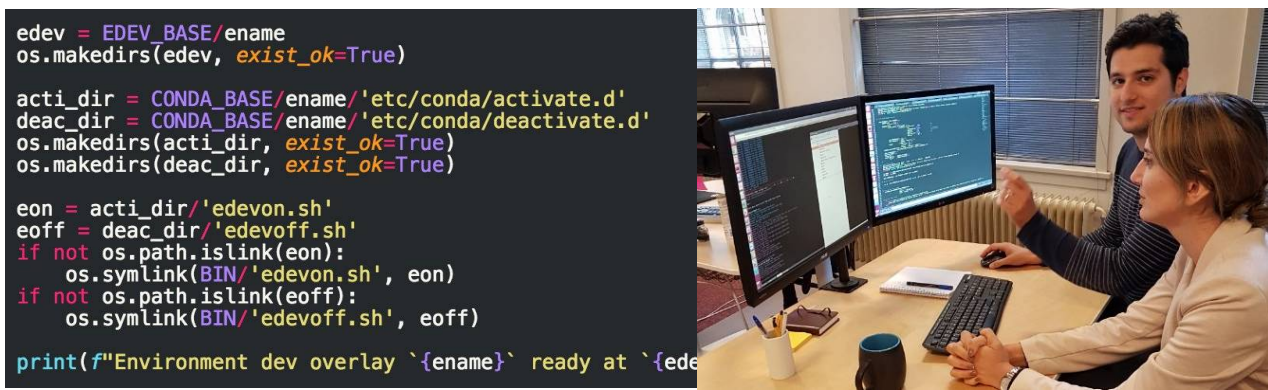 edev = EDEV_BASE/ename
os.makedirs(edev, exist_ok=True)
acti_dir = CONDA_BASE/ename/'etc/conda/activate.d'
deac_dir = CONDA_BASE/ename/'etc/conda/deactivate.d'
os.makedirs(acti_dir, exist_ok=True)
os.makedirs(deac_dir, exist_ok=True)
eon = acti_dir/'edevon.sh'
eoff = deac_dir/'edevoff.sh'
if not os.path.islink(eon):
    os.symlink(BIN/'edevon.sh', eon)
if not os.path.islink(eoff):
    os.symlink(BIN/'edevoff.sh', eoff)
print(f"Environment dev overlay `{ename}` ready at `{ede